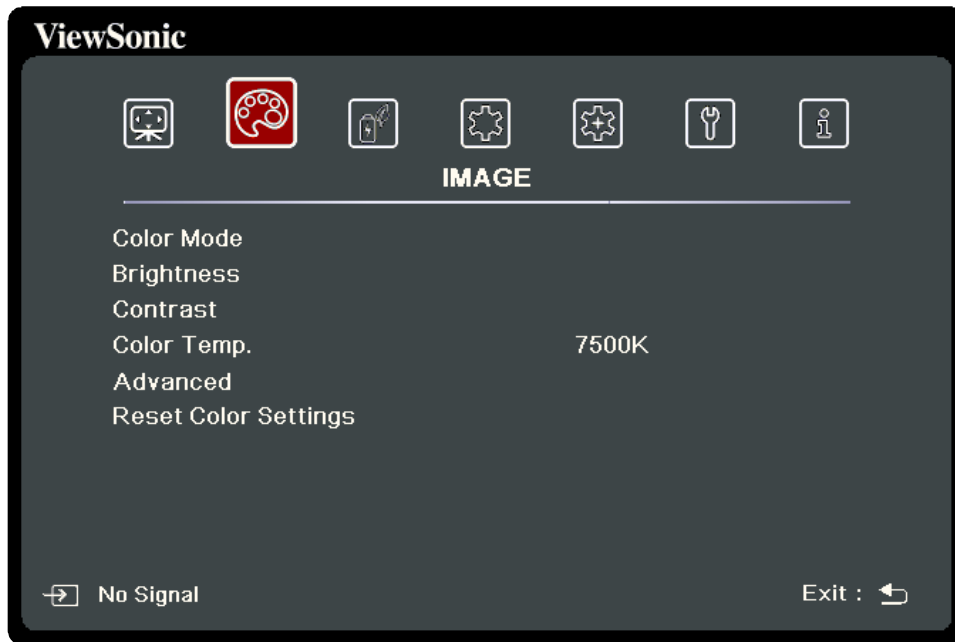 ViewSonic
IMAGE
Color Mode
Brightness
Contrast
Color Temp. 7500K
Advanced
Reset Color Settings
No Signal Exit :